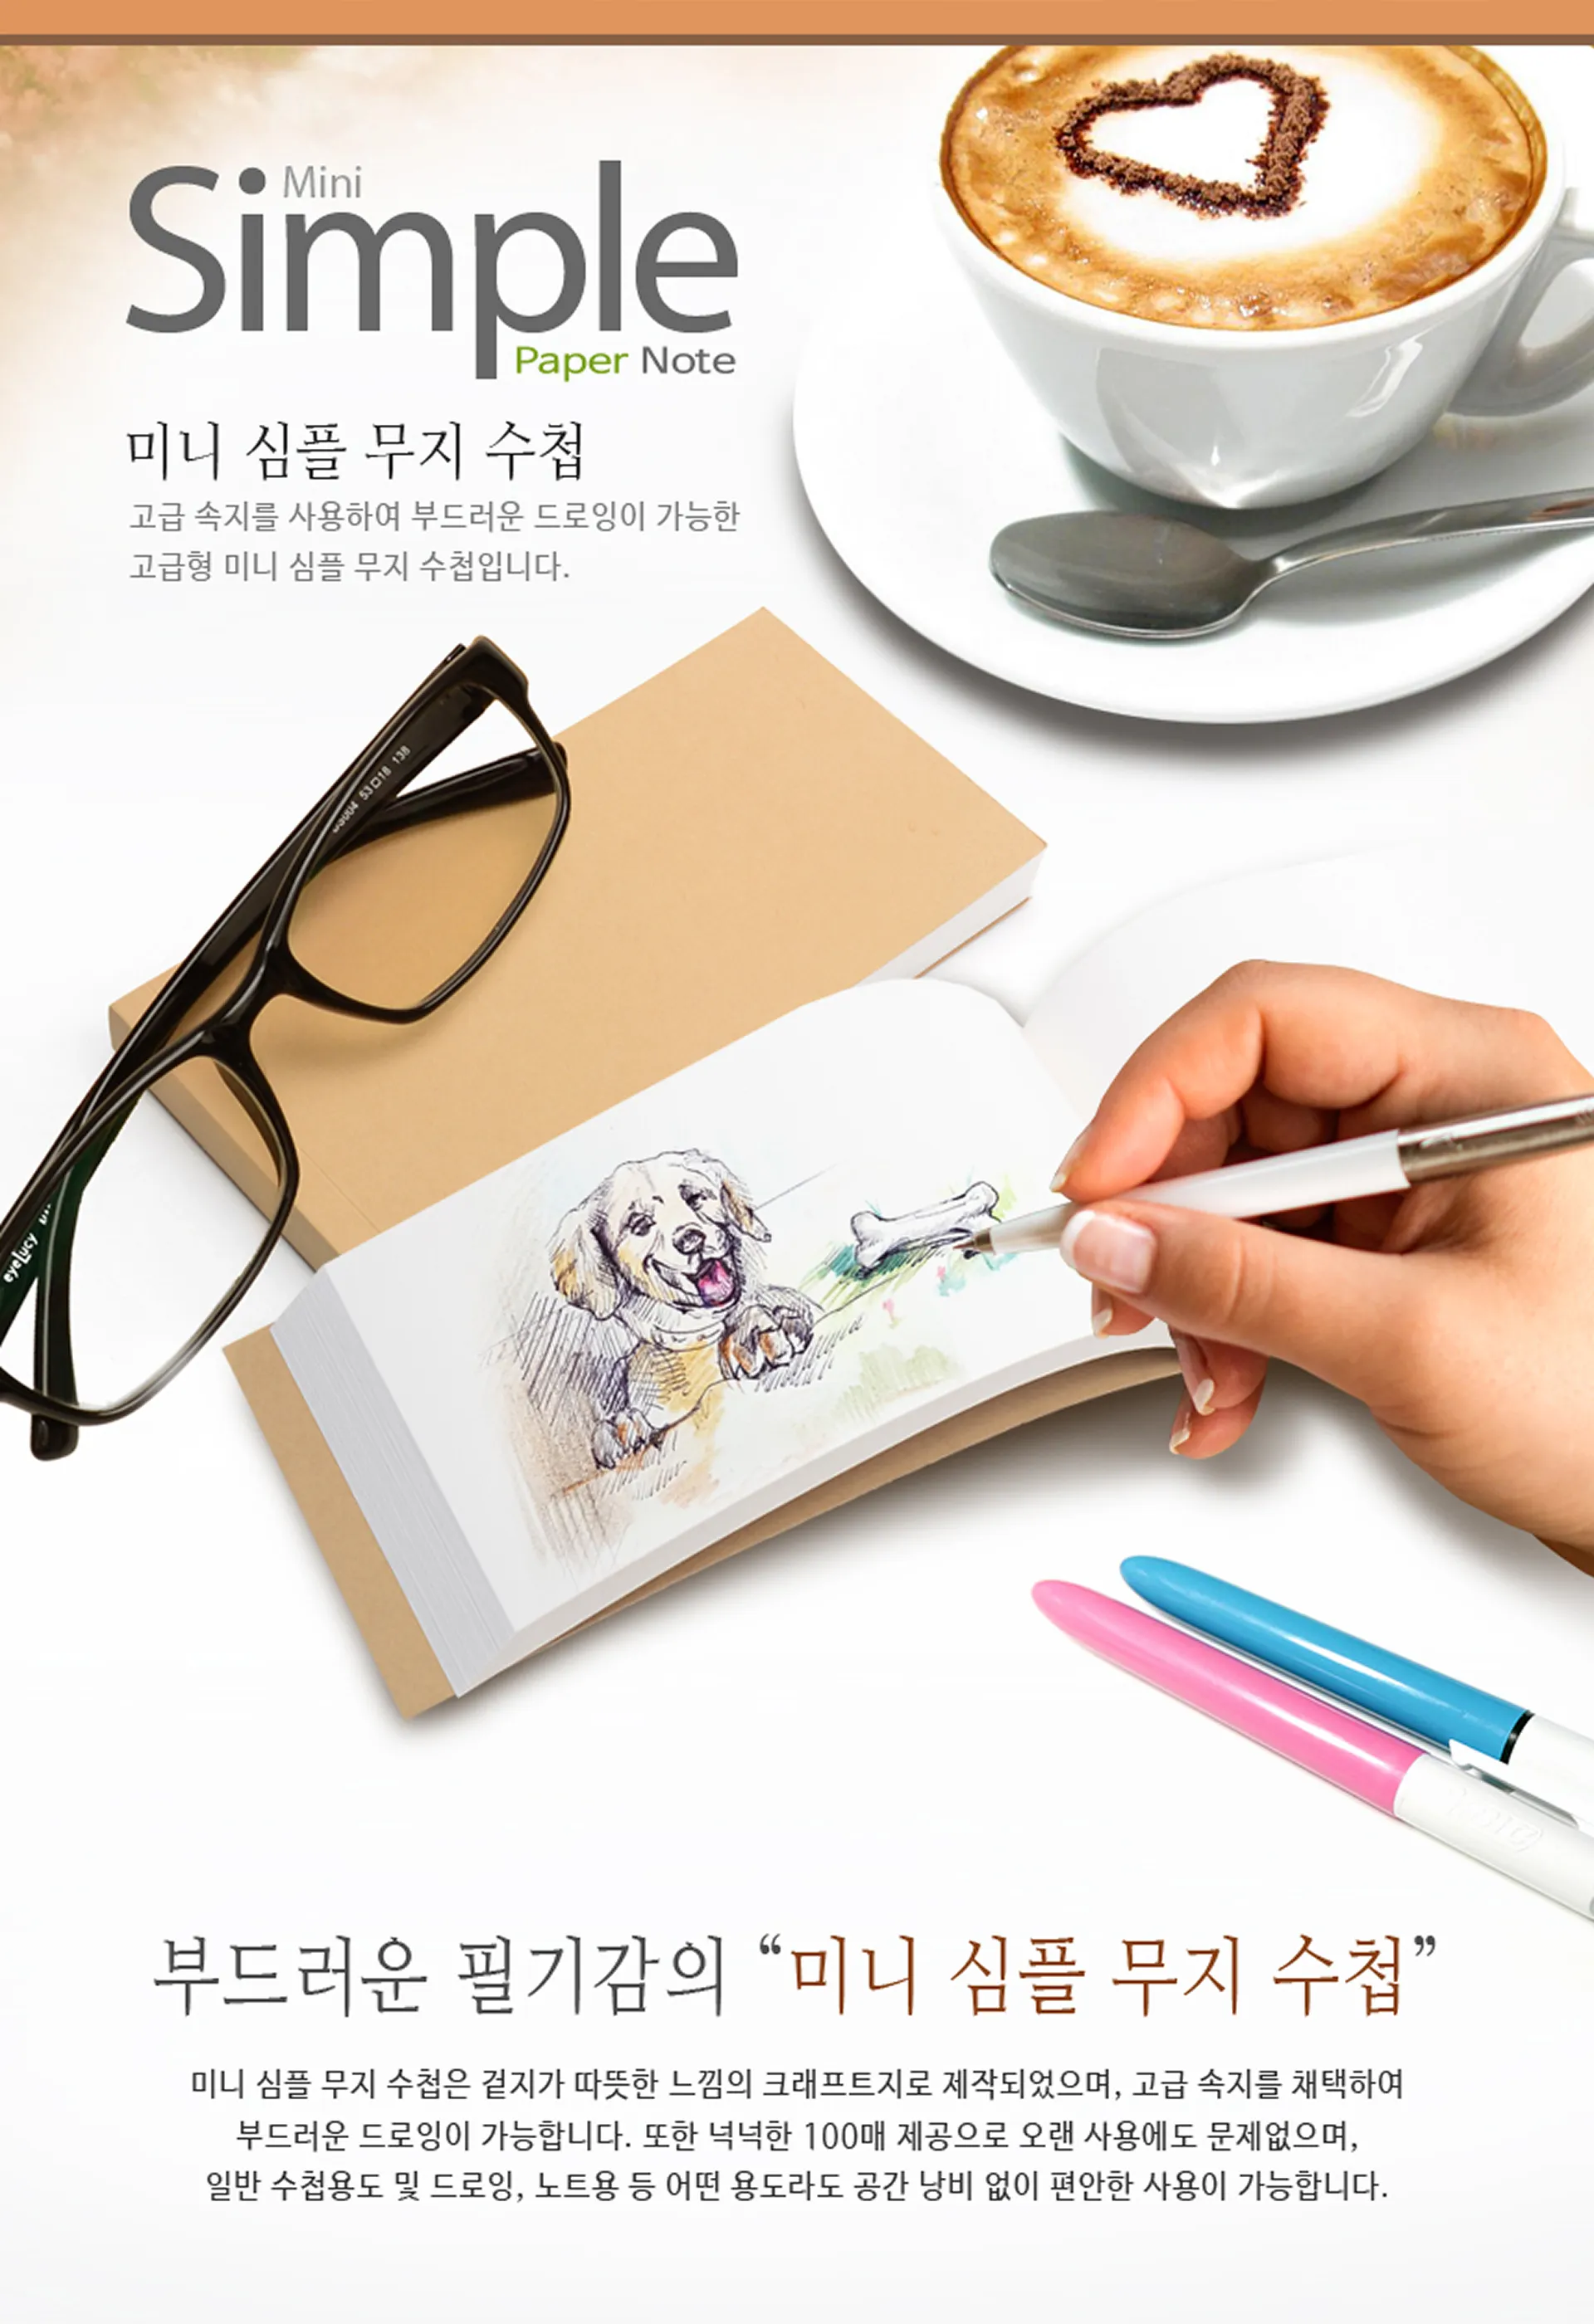 Mini
Simple
Paper Note
미니 심플 무지 수첩
고급 속지를 사용하여 부드러운 드로잉이 가능한
고급형 미니 심플 무지 수첩입니다.
53□18 138
eyeLucy
부드러운 필기감의 “미니 심플 무지 수첩”
미니 심플 무지 수첩은 겉지가 따뜻한 느낌의 크래프트지로 제작되었으며, 고급 속지를 채택하여
부드러운 드로잉이 가능합니다. 또한 넉넉한 100매 제공으로 오랜 사용에도 문제없으며,
일반 수첩용도 및 드로잉, 노트용 등 어떤 용도라도 공간 낭비 없이 편안한 사용이 가능합니다.